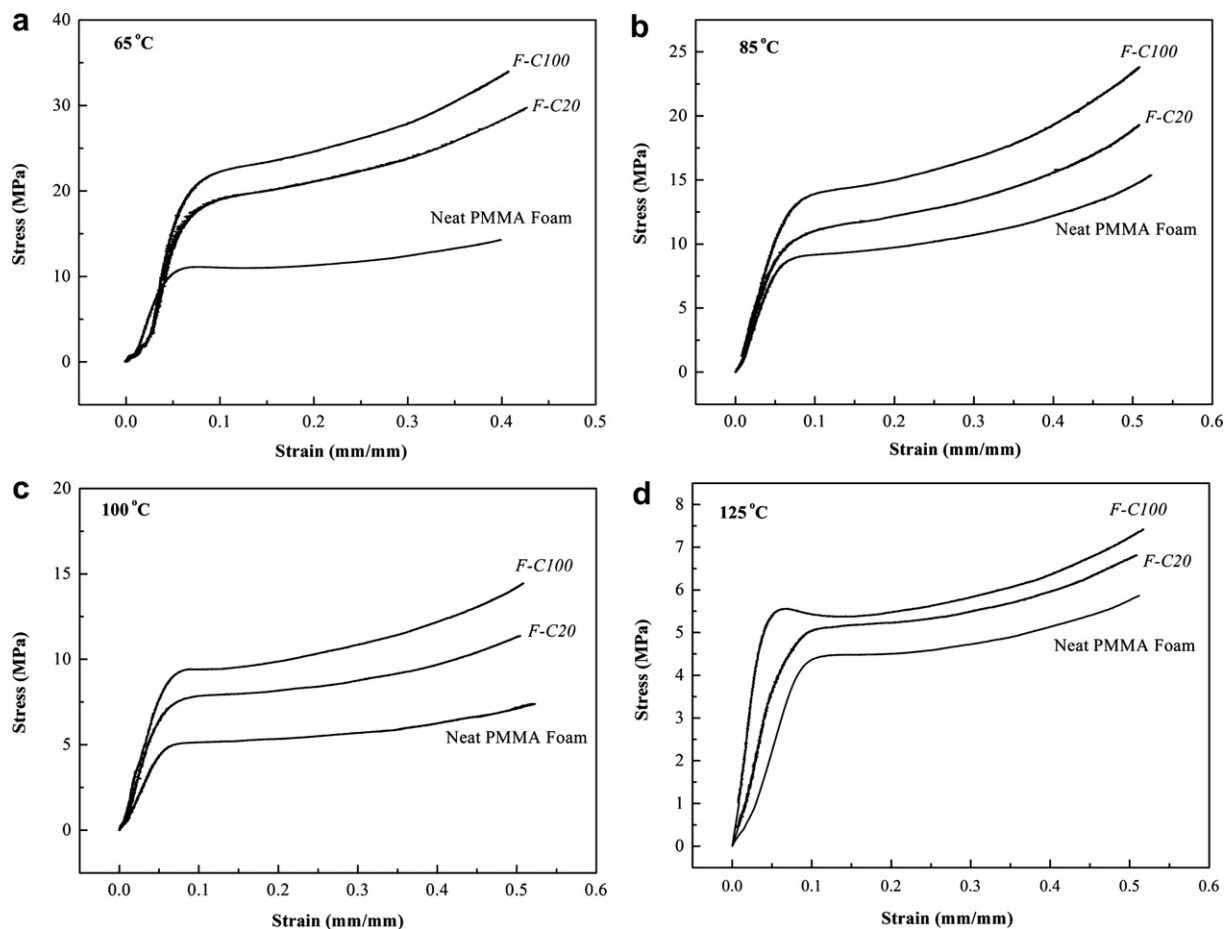 a
65 °C
F-C100
F-C20
Neat PMMA Foam
Stress (MPa)
40
30
20
10
0
0.0 0.1 0.2 0.3 0.4 0.5
Strain (mm/mm)
b
85 °C
F-C100
F-C20
Neat PMMA Foam
Stress (MPa)
25
20
15
10
5
0
0.0 0.1 0.2 0.3 0.4 0.5 0.6
Strain (mm/mm)
c
100 °C
F-C100
F-C20
Neat PMMA Foam
Stress (MPa)
20
15
10
5
0
0.0 0.1 0.2 0.3 0.4 0.5 0.6
Strain (mm/mm)
d
125 °C
F-C100
F-C20
Neat PMMA Foam
Stress (MPa)
8
7
6
5
4
3
2
1
0
0.0 0.1 0.2 0.3 0.4 0.5 0.6
Strain (mm/mm)